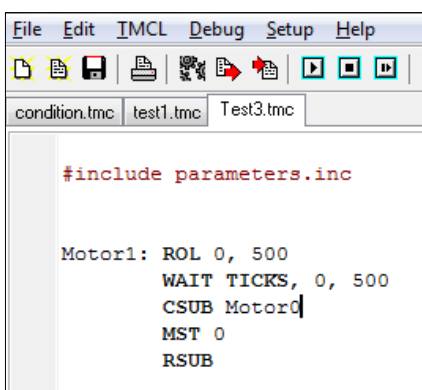 File Edit TMCL Debug Setup Help
condition.tmc test1.tmc Test3.tmc
#include parameters.inc
Motor1: ROL 0, 500
WAIT TICKS, 0, 500
CSUB Motor0
MST 0
RSUB